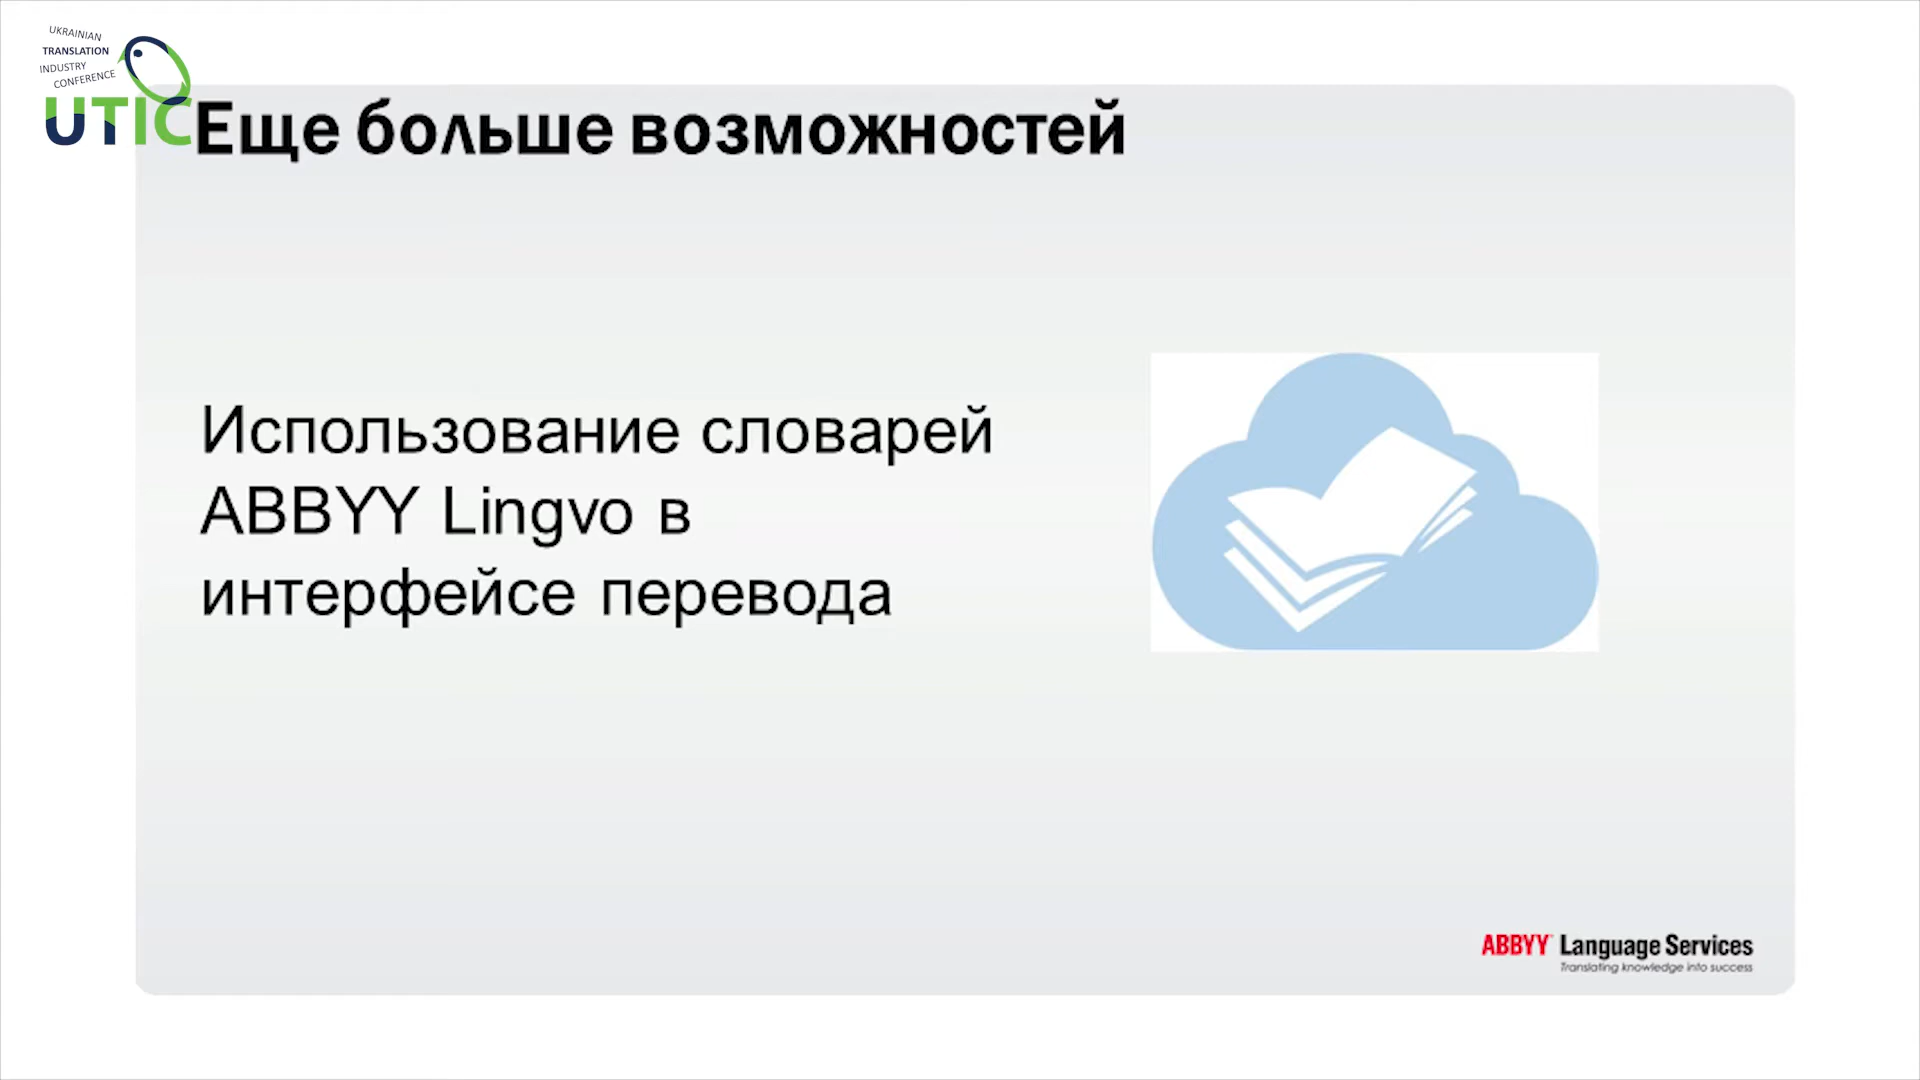 UKRAINIAN
TRANSLATION
INDUSTRY
CONFERENCE
UTIC
Еще больше возможностей
Использование словарей
ABBYY Lingvo в
интерфейсе перевода
ABBYY Language Services
Translating knowledge into success